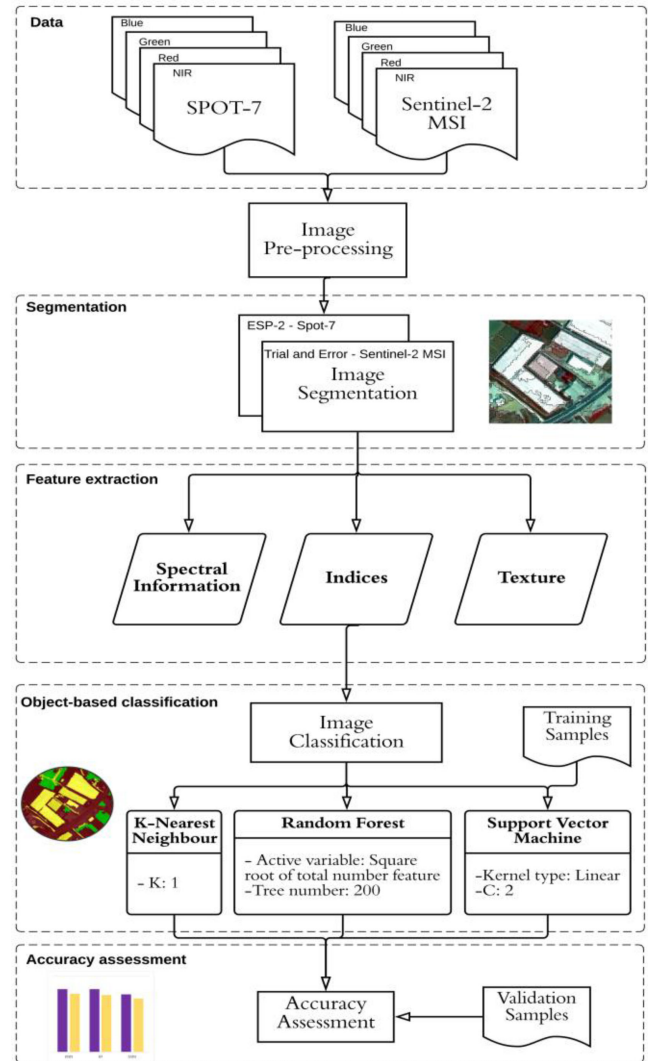 Data
Blue
Green
Red
NIR
SPOT-7
Blue
Green
Red
NIR
Sentinel-2
MSI
Image
Pre-processing
Segmentation
ESP-2 - Spot-7
Trial and Error - Sentinel-2 MSI
Image
Segmentation
Feature extraction
Spectral
Information
Indices
Texture
Object-based classification
Image
Classification
Training
Samples
K-Nearest
Neighbour
- K: 1
Random Forest
- Active variable: Square
root of total number feature
-Tree number: 200
Support Vector
Machine
-Kernel type: Linear
-C: 2
Accuracy assessment
Accuracy
Assessment
Validation
Samples